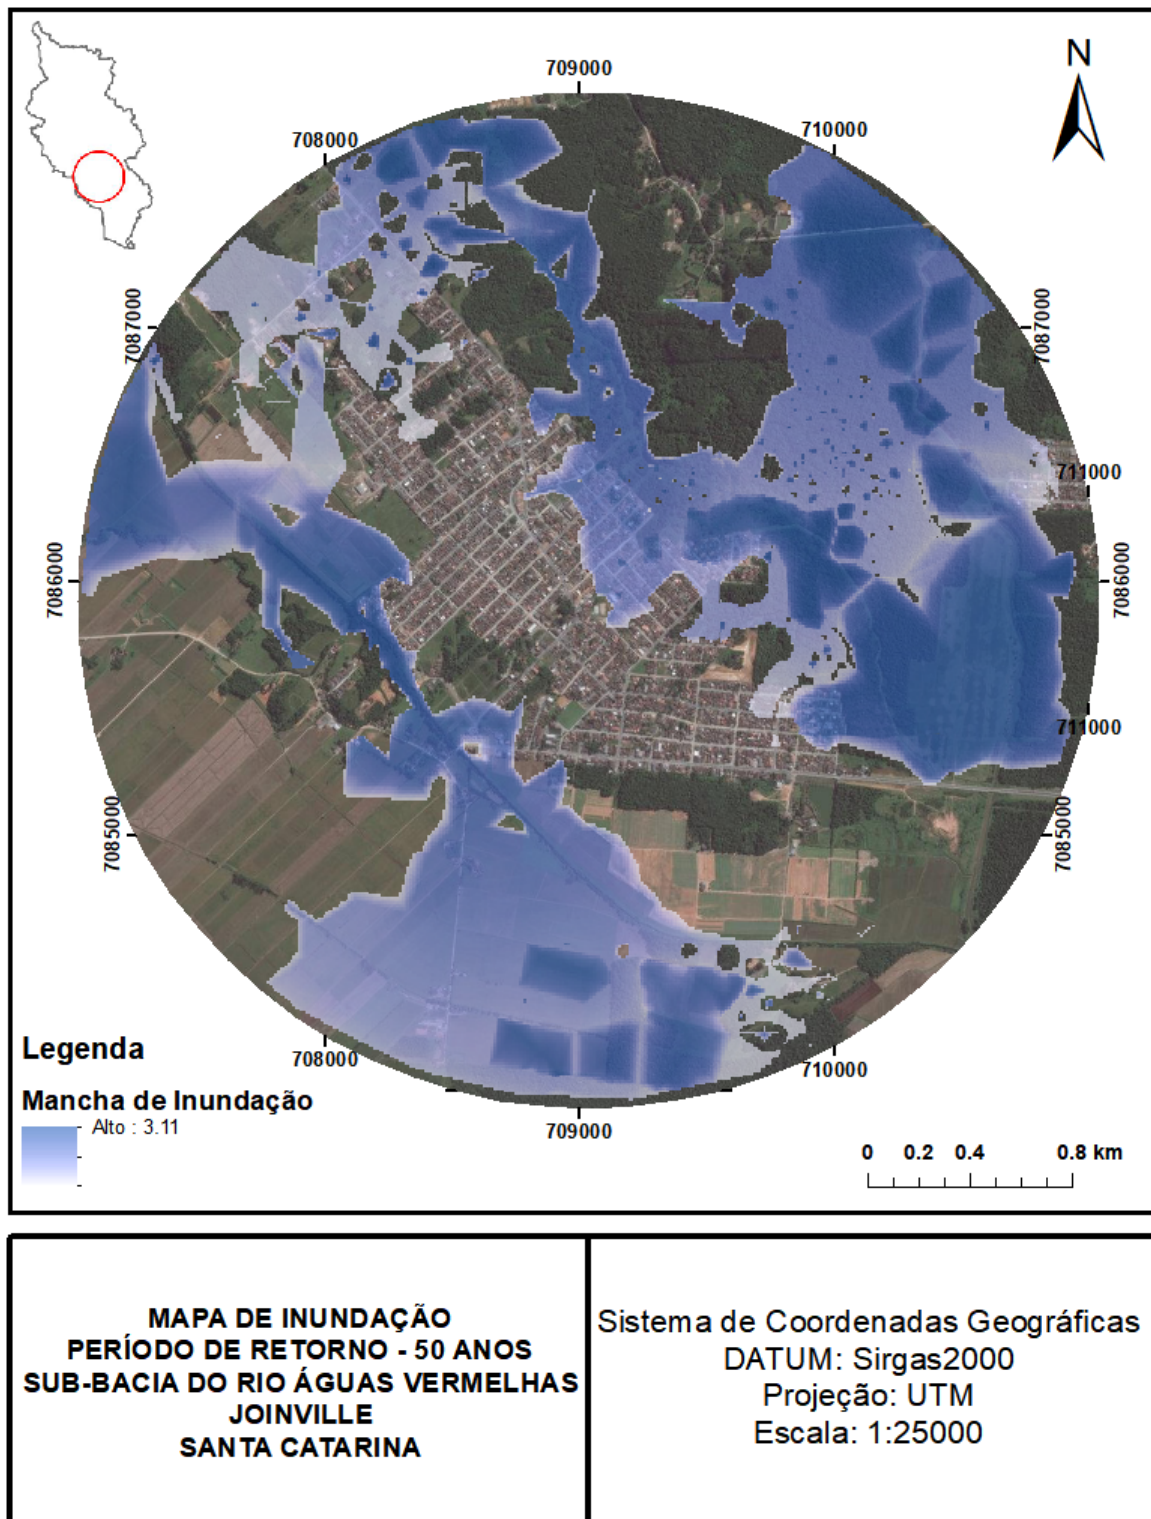 N
709000
708000
710000
7087000
7087000
711000
7086000
7086000
711000
7085000
7085000
708000
710000
709000
Legenda
Mancha de Inundação
Alto : 3.11
0 0.2 0.4 0.8 km
MAPA DE INUNDAÇÃO
PERÍODO DE RETORNO - 50 ANOS
SUB-BACIA DO RIO ÁGUAS VERMELHAS
JOINVILLE
SANTA CATARINA
Sistema de Coordenadas Geográficas
DATUM: Sirgas2000
Projeção: UTM
Escala: 1:25000